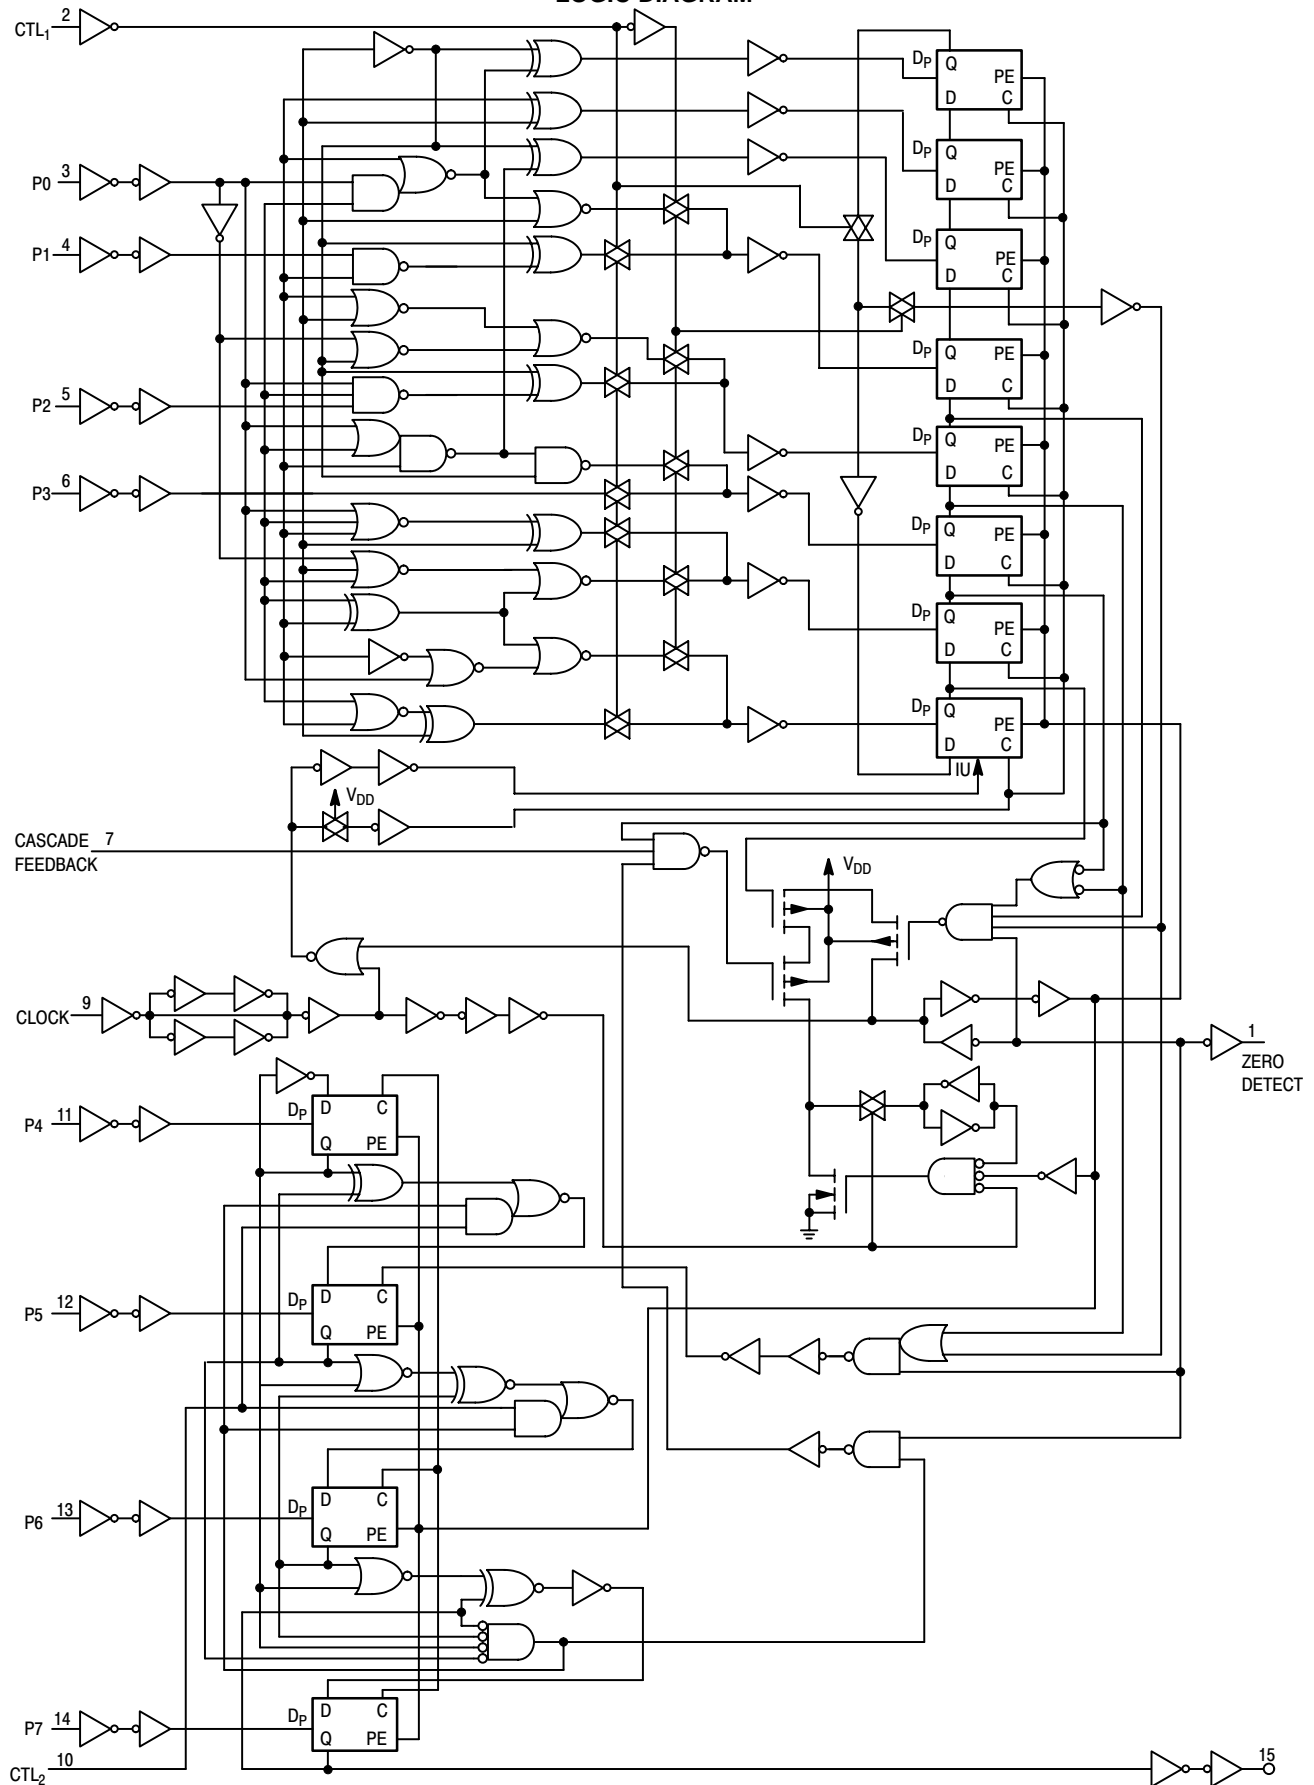 LOGIC DIAGRAM
CTL1 2
P0 3
P1 4
P2 5
P3 6
DP Q PE D C
DP Q PE D C
DP Q PE D C
DP Q PE D C
DP Q PE D C
DP Q PE D C
DP Q PE D C
DP Q PE D C
IU
VDD
CASCADE 7
FEEDBACK
VDD
CLOCK 9
1
ZERO
DETECT
P4 11
DP D C Q PE
P5 12
DP D C Q PE
P6 13
DP D C Q PE
P7 14
DP D C Q PE
CTL2 10
15